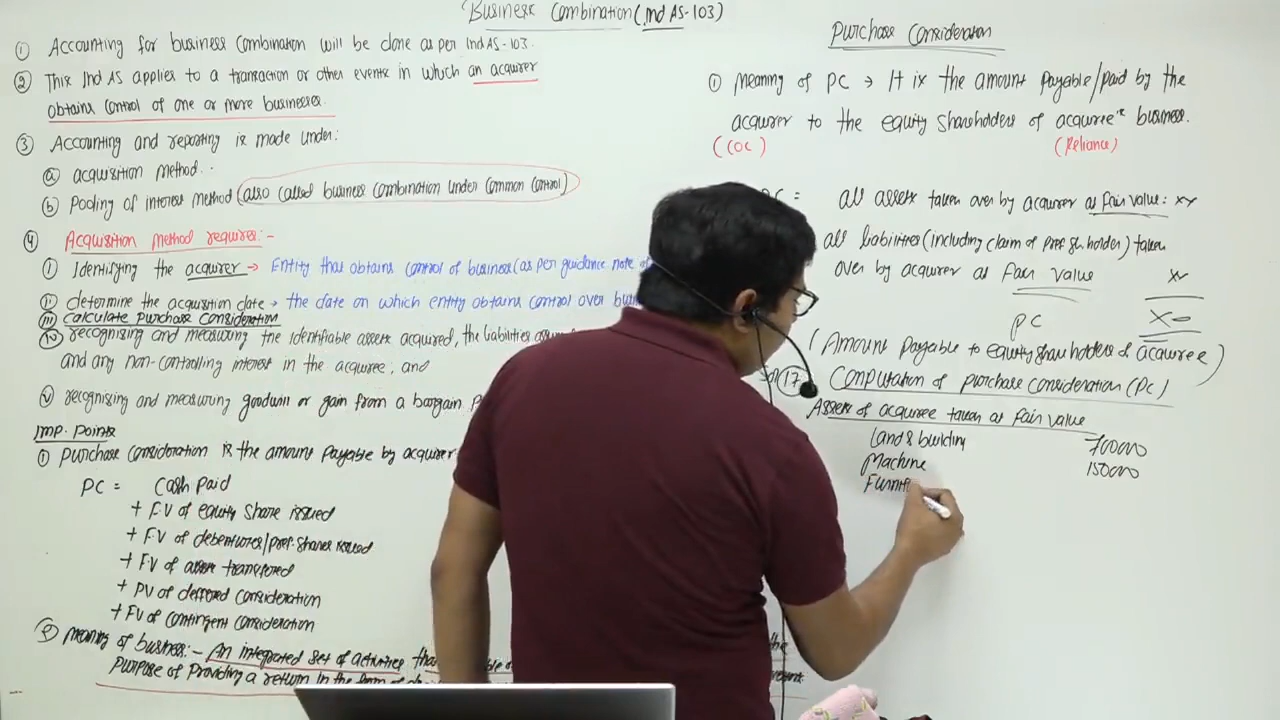 Business Combination (Ind AS-103)
① Accounting for business Combination will be done as per Ind AS-103.
② This Ind AS applies to a transaction or other events in which an acquirer
obtains control of one or more businesses.
③ Accounting and reporting is made under:
ⓐ acquisition method.
ⓑ Pooling of interest method (also called business Combination under Common Control)
④ Acquisition method requires:-
ⓘ Identifying the acquirer → Entity that obtains control of business (as per guidance note of
ⓘⓘ determine the acquisition date → the date on which entity obtains control over
ⓘⓘⓘ calculate purchase consideration
ⓘⓥ recognising and measuring the identifiable assets acquired, the liabilities
and any non-controlling interest in the acquiree, and
ⓥ recognising and measuring goodwill or gain from a bargain
Imp. Points
① Purchase consideration is the amount payable by acquirer
PC = Cash paid
+ F.V of equity share issued
+ F.V of debentures/pref. shares issued
+ FV of asset transferred
+ PV of deffered consideration
+ FV of contingent consideration
meaning of business:- An integrated set of activities
purpose of Providing a return in the form of
Purchase Consideration
① meaning of PC → It is the amount payable/paid by the
acquirer to the equity shareholders of acquiree's business.
(COC) (Reliance)
= all assets taken over by acquirer as fair value: xx
all liabilities (including claim of pref. sh. holder) taken
over by acquirer as fair value xx
PC xx
(Amount payable to equity shareholders of acquiree)
17 Computation of purchase consideration (PC)
Assets of acquiree taken as fair value
Land & building 700000
Machine 150000
Furnit